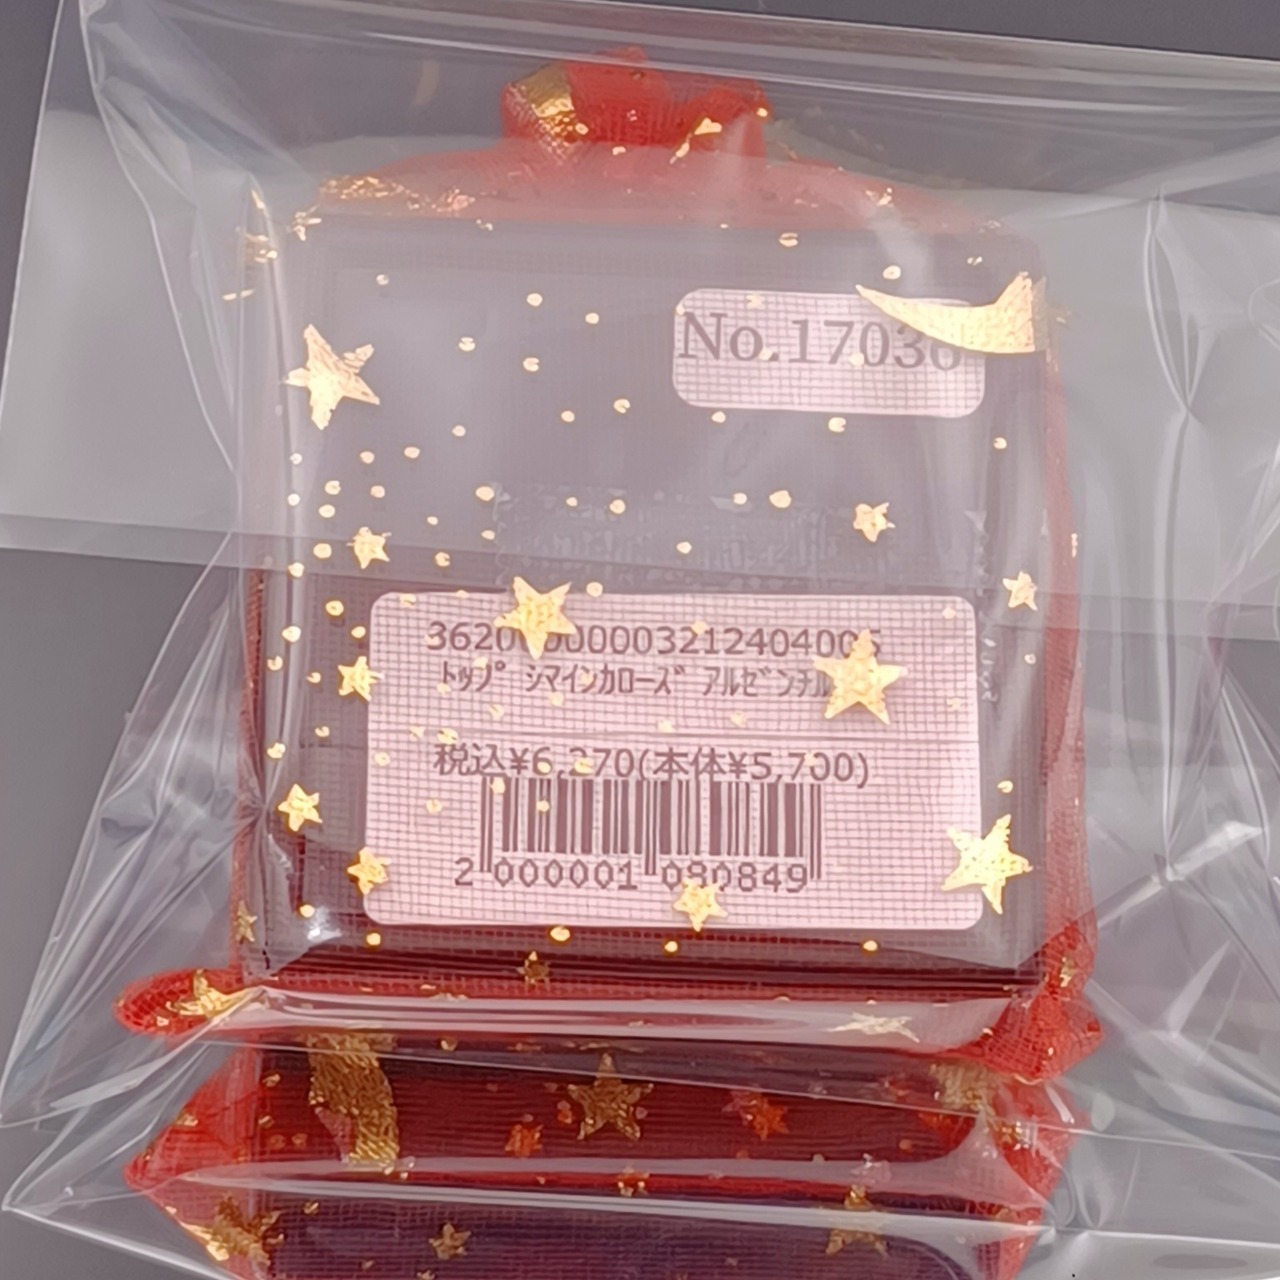 No.17036
トップ シマインカローズ アルゼンチル
税込¥6,270(本体¥5,700)
2 000001 080849